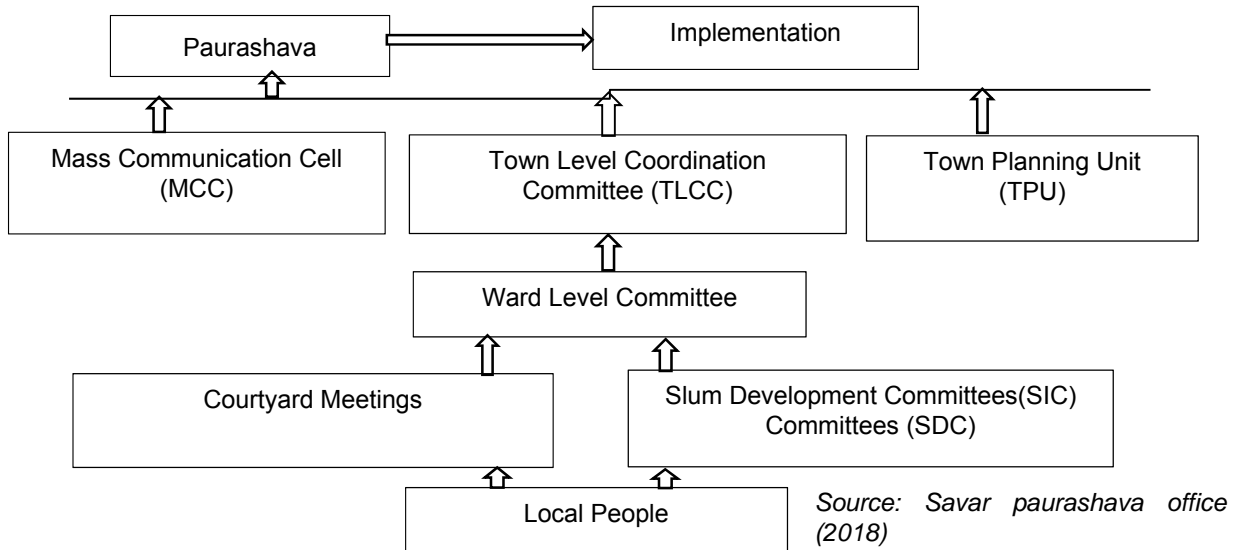 Paurashava
Implementation
Mass Communication Cell
(MCC)
Town Level Coordination
Committee (TLCC)
Town Planning Unit
(TPU)
Ward Level Committee
Courtyard Meetings
Slum Development Committees(SIC)
Committees (SDC)
Local People
Source: Savar paurashava office
(2018)